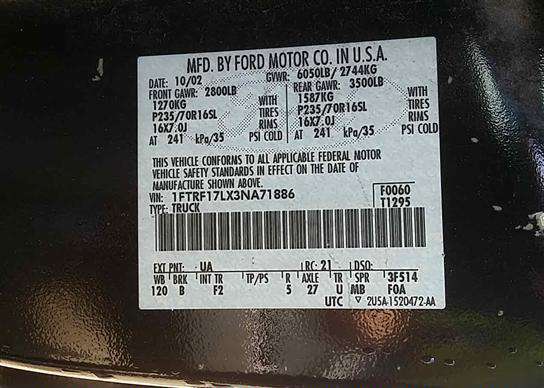 MFD. BY FORD MOTOR CO. IN U.S.A.
DATE: 10/02 GVWR: 6050LB/ 2744KG
FRONT GAWR: 2800LB REAR GAWR: 3500LB
1270KG WITH 1587KG WITH
P235/70R16SL TIRES P235/70R16SL TIRES
16X7.0J RIMS 16X7.0J RIMS
AT 241 kPa/35 PSI COLD AT 241 kPa/35 PSI COLD
THIS VEHICLE CONFORMS TO ALL APPLICABLE FEDERAL MOTOR
VEHICLE SAFETY STANDARDS IN EFFECT ON THE DATE OF
MANUFACTURE SHOWN ABOVE.
VIN: 1FTRF17LX3NA71886 F0060
TYPE: TRUCK T1295
EXT PNT: UA RC: 21 DSO:
WB BRK INT TR TP/PS R AXLE TR SPR 3F514
120 B F2 5 27 U MB F0A
UTC ▽ 2U5A-1520472-AA